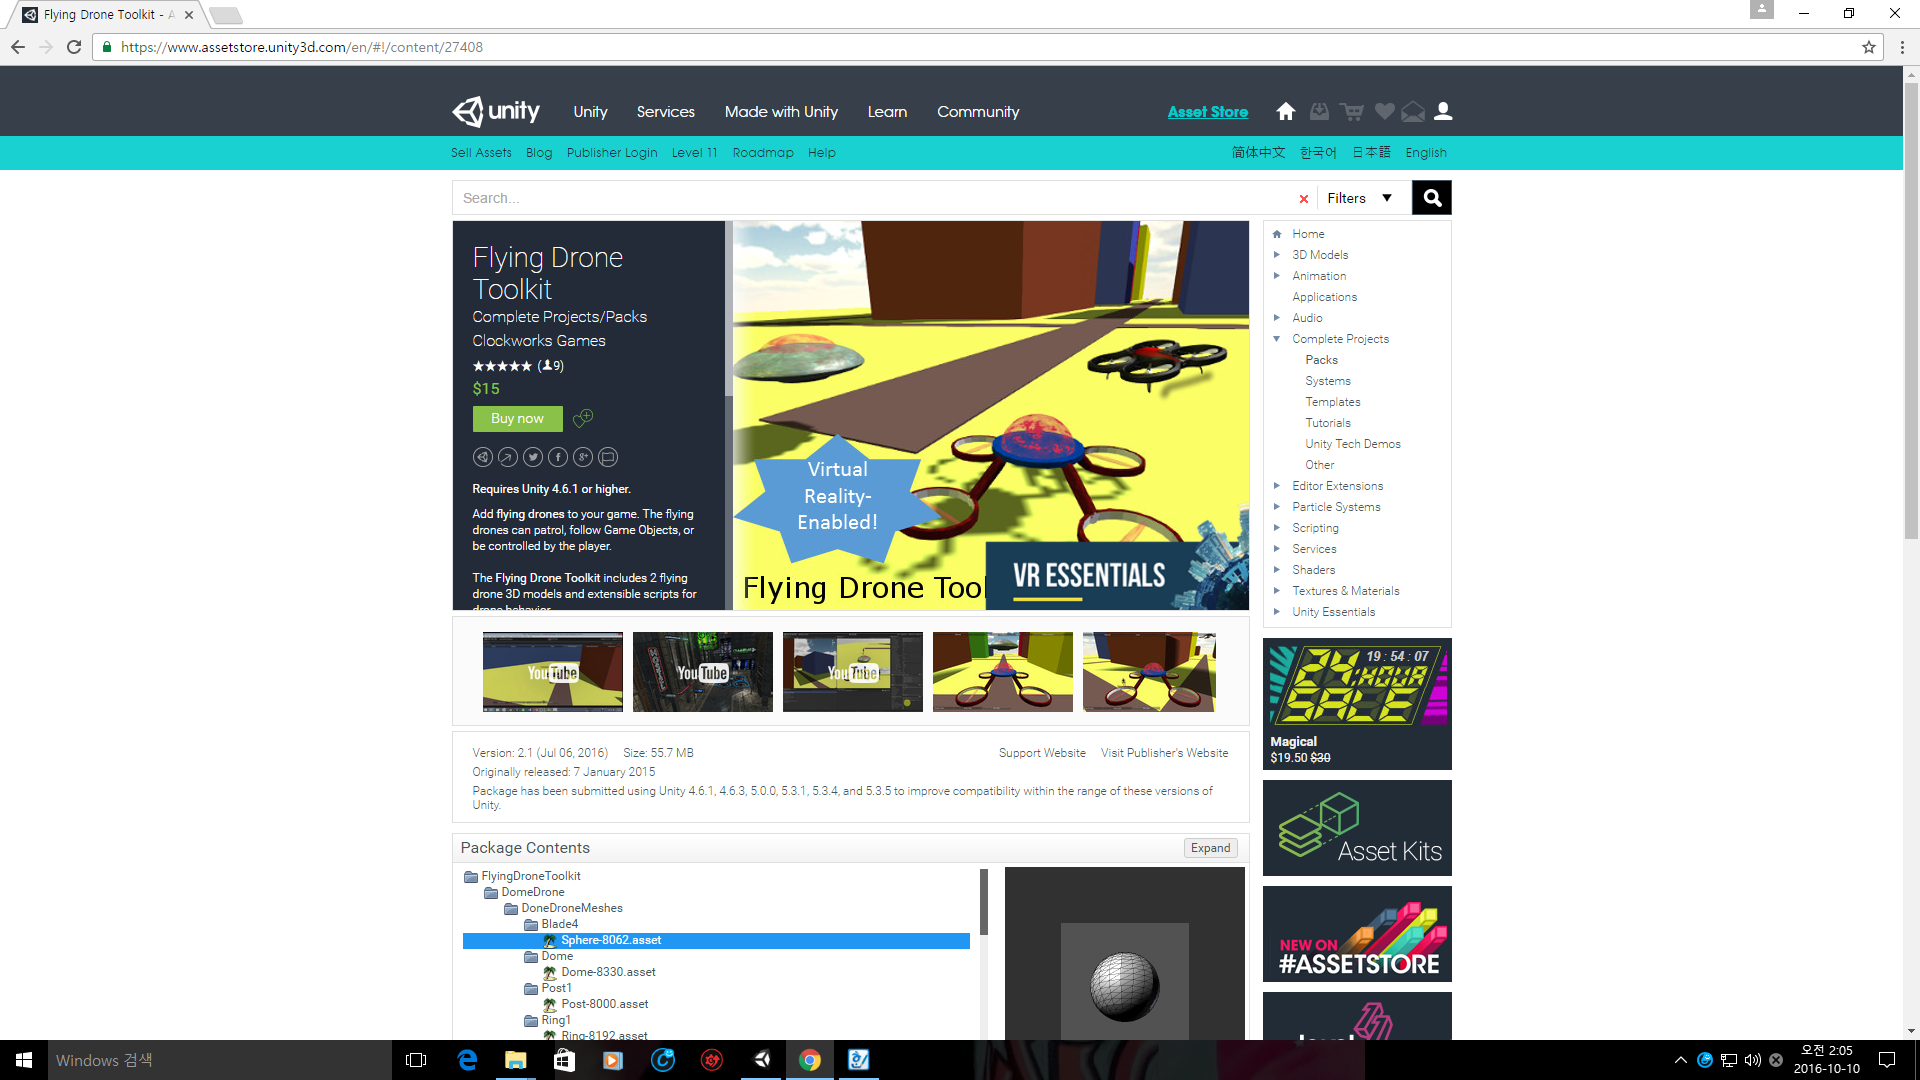 Flying Drone Toolkit - A
https://www.assetstore.unity3d.com/en/#!/content/27408
unity
Unity
Services
Made with Unity
Learn
Community
Asset Store
Sell Assets
Blog
Publisher Login
Level 11
Roadmap
Help
简体中文
한국어
日本語
English
Search...
Filters
Flying Drone
Toolkit
Complete Projects/Packs
Clockworks Games
(9)
$15
Buy now
Requires Unity 4.6.1 or higher.
Add flying drones to your game. The flying
drones can patrol, follow Game Objects, or
be controlled by the player.
The Flying Drone Toolkit includes 2 flying
drone 3D models and extensible scripts for
drone behavior.
Virtual
Reality-
Enabled!
Flying Drone Tool
VR ESSENTIALS
YouTube
YouTube
YouTube
Version: 2.1 (Jul 06, 2016)
Size: 55.7 MB
Support Website
Visit Publisher's Website
Originally released: 7 January 2015
Package has been submitted using Unity 4.6.1, 4.6.3, 5.0.0, 5.3.1, 5.3.4, and 5.3.5 to improve compatibility within the range of these versions of
Unity.
Package Contents
Expand
FlyingDroneToolkit
DomeDrone
DoneDroneMeshes
Blade4
Sphere-8062.asset
Dome
Dome-8330.asset
Post1
Post-8000.asset
Ring1
Ring-8192.asset
Home
3D Models
Animation
Applications
Audio
Complete Projects
Packs
Systems
Templates
Tutorials
Unity Tech Demos
Other
Editor Extensions
Particle Systems
Scripting
Services
Shaders
Textures & Materials
Unity Essentials
19 : 54 : 07
24 HOUR
SALE
Magical
$19.50 $30
Asset Kits
NEW ON
#ASSETSTORE
level
Windows 검색
오전 2:05
2016-10-10